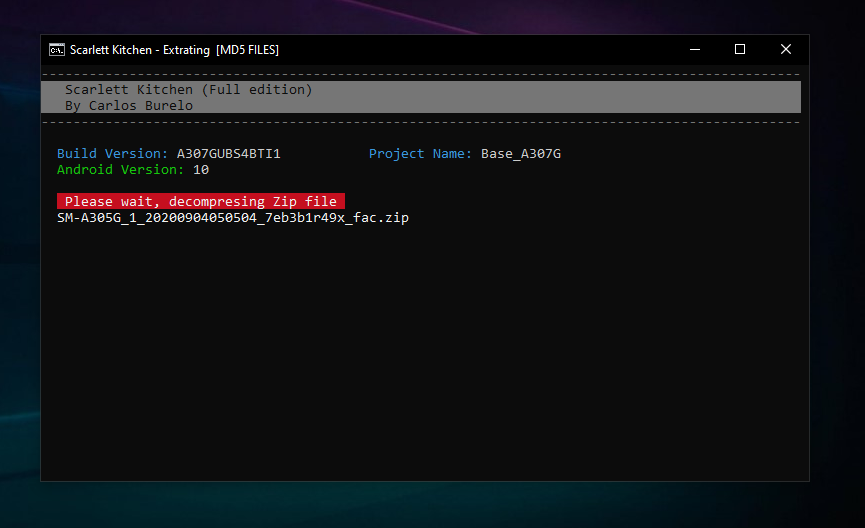 Scarlett Kitchen - Extrating [MD5 FILES]
Scarlett Kitchen (Full edition)
By Carlos Burelo
Build Version: A307GUBS4BTI1 Project Name: Base_A307G
Android Version: 10
Please wait, decompresing Zip file
SM-A305G_1_20200904050504_7eb3b1r49x_fac.zip